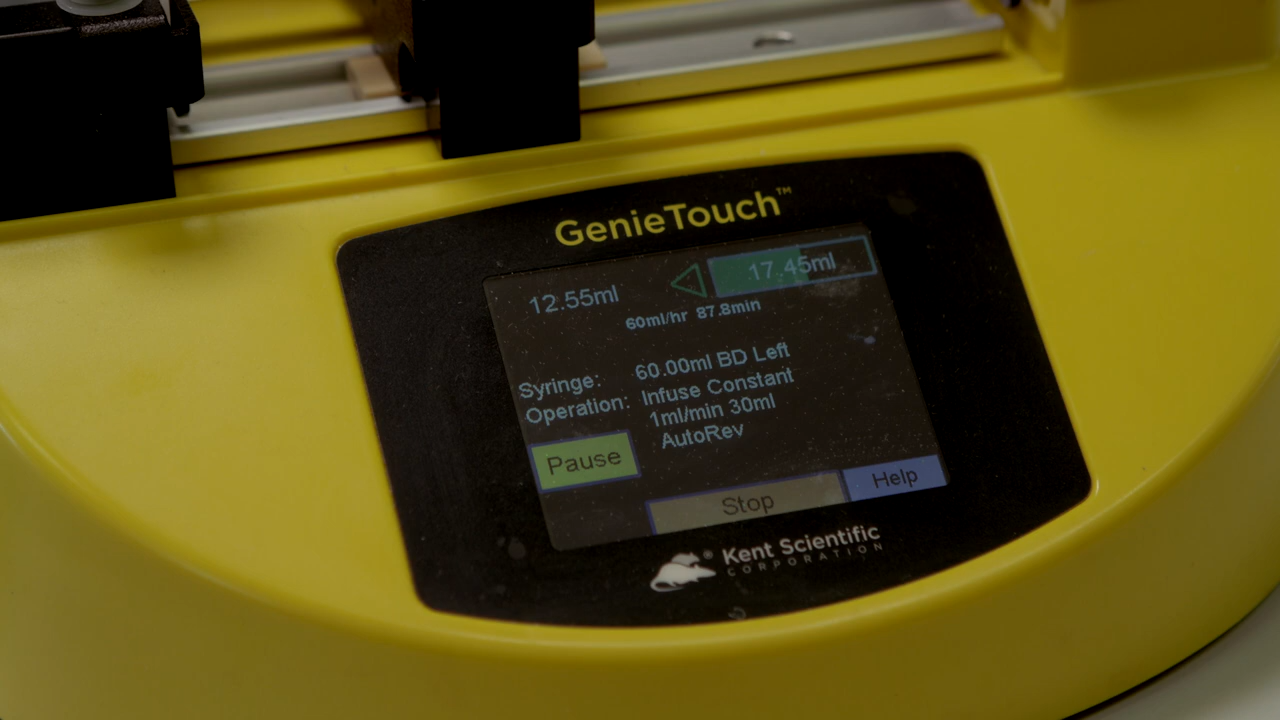 GenieTouch™
12.55ml 17.45ml
60ml/hr 87.8min
Syringe: 60.00ml BD Left
Operation: Infuse Constant
1ml/min 30ml
AutoRev
Pause
Stop
Help
Kent Scientific®
CORPORATION